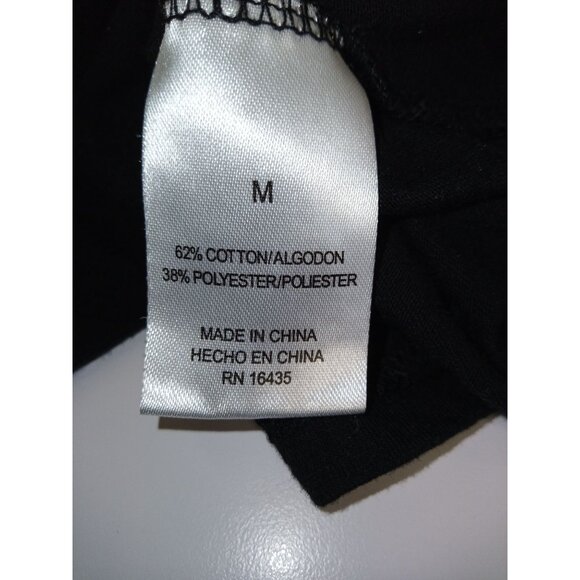 M
62% COTTON/ALGODON
38% POLYESTER/POLIESTER
MADE IN CHINA
HECHO EN CHINA
RN 16435